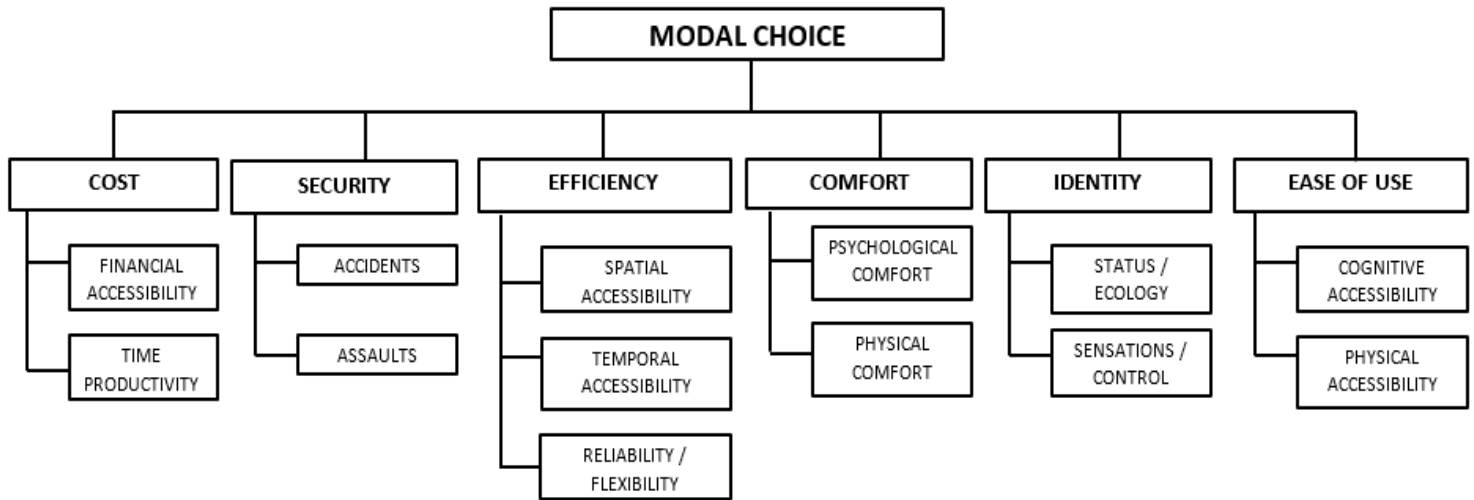 MODAL CHOICE
COST
SECURITY
EFFICIENCY
COMFORT
IDENTITY
EASE OF USE
FINANCIAL
ACCESSIBILITY
TIME
PRODUCTIVITY
ACCIDENTS
ASSAULTS
SPATIAL
ACCESSIBILITY
TEMPORAL
ACCESSIBILITY
RELIABILITY /
FLEXIBILITY
PSYCHOLOGICAL
COMFORT
PHYSICAL
COMFORT
STATUS /
ECOLOGY
SENSATIONS /
CONTROL
COGNITIVE
ACCESSIBILITY
PHYSICAL
ACCESSIBILITY